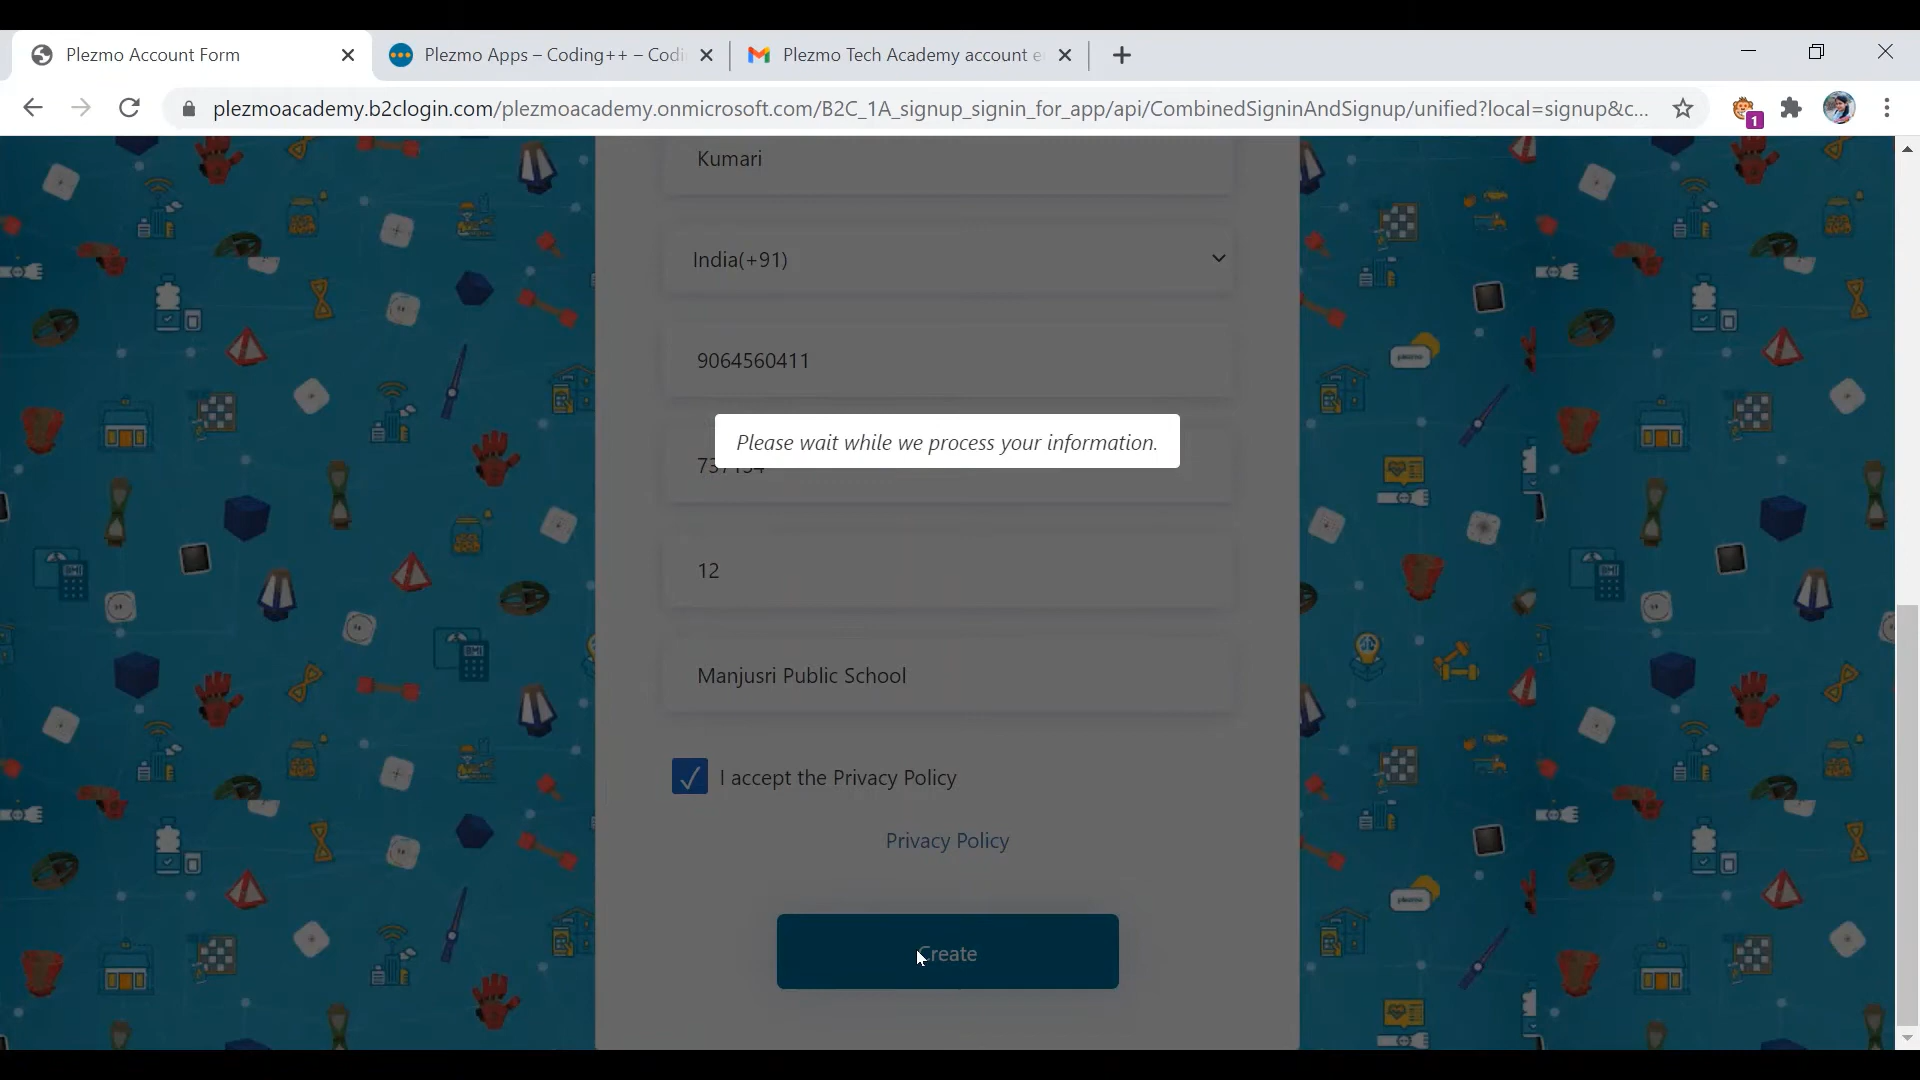 Plezmo Account Form
Plezmo Apps – Coding++ – Codi
Plezmo Tech Academy account e
plezmoacademy.b2clogin.com/plezmoacademy.onmicrosoft.com/B2C_1A_signup_signin_for_app/api/CombinedSigninAndSignup/unified?local=signup&c...
1
Kumari
India(+91)
9064560411
Please wait while we process your information.
12
Manjusri Public School
I accept the Privacy Policy
Privacy Policy
Create